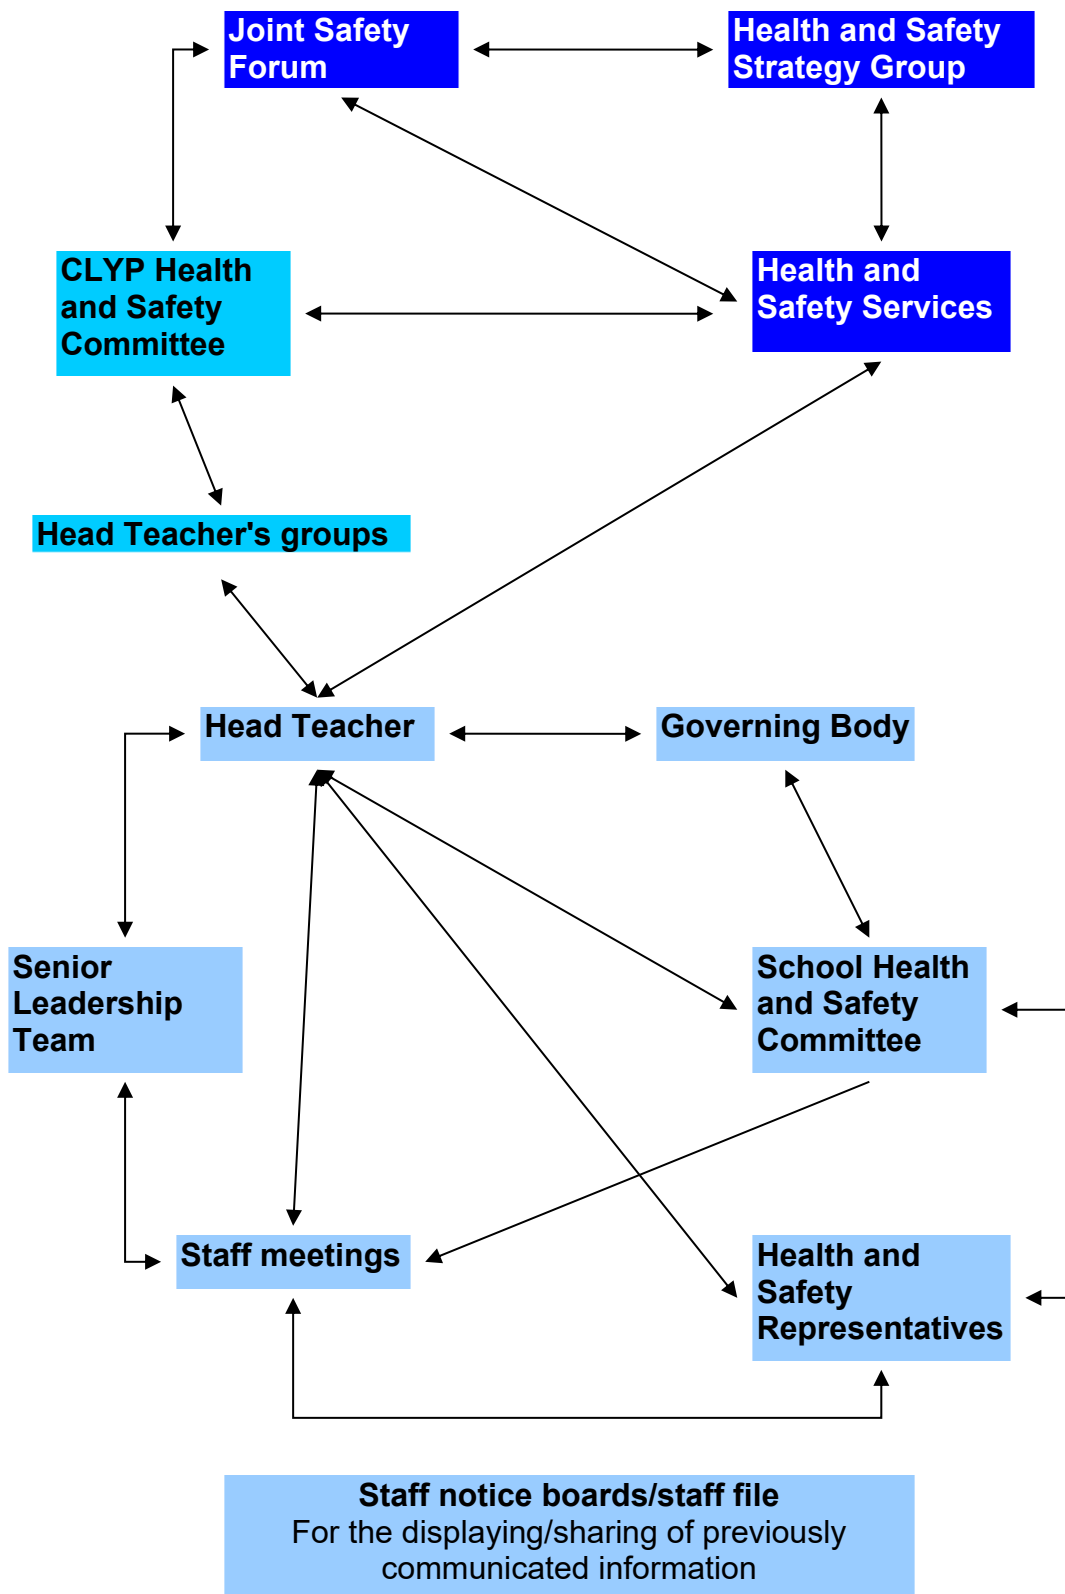 Joint Safety
Forum
Health and Safety
Strategy Group
CLYP Health
and Safety
Committee
Health and
Safety Services
Head Teacher's groups
Head Teacher
Governing Body
Senior
Leadership
Team
School Health
and Safety
Committee
Staff meetings
Health and
Safety
Representatives
Staff notice boards/staff file
For the displaying/sharing of previously
communicated information